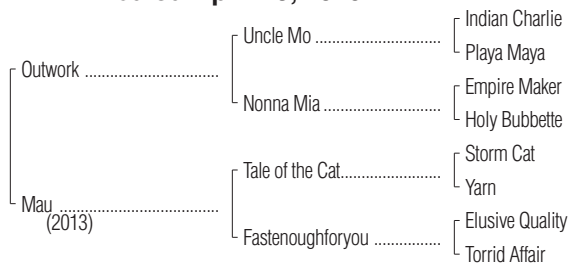 Indian Charlie
Uncle Mo
Playa Maya
Outwork
Empire Maker
Nonna Mia
Holy Bubbette
Storm Cat
Tale of the Cat
Yarn
Mau
(2013)
Elusive Quality
Fastenoughforyou
Torrid Affair